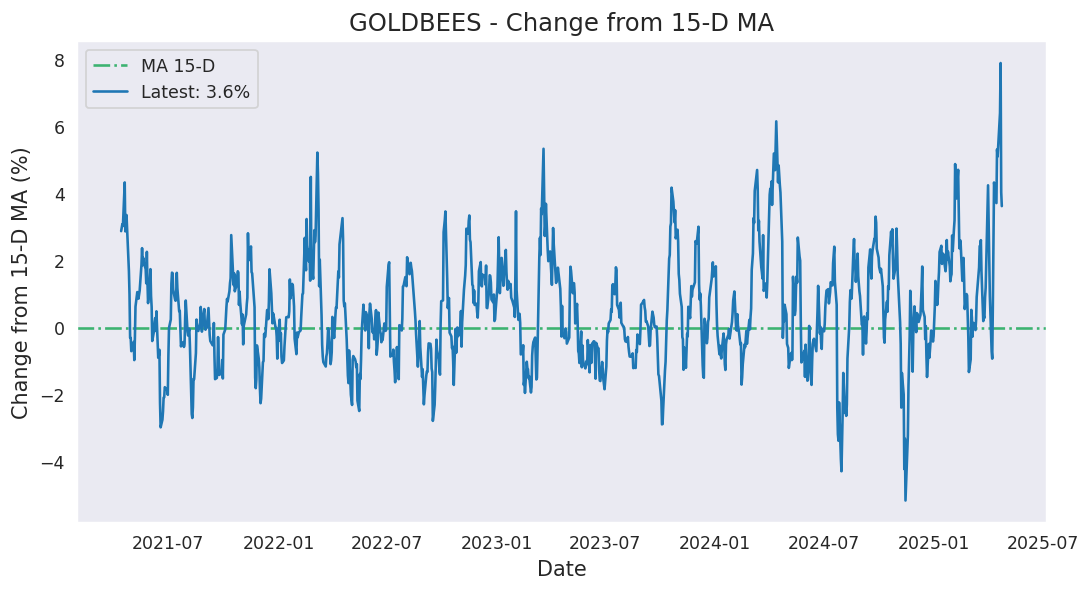 GOLDBEES - Change from 15-D MA
MA 15-D
Latest: 3.6%
Change from 15-D MA (%)
8
6
4
2
0
−2
−4
2021-07 2022-01 2022-07 2023-01 2023-07 2024-01 2024-07 2025-01 2025-07
Date